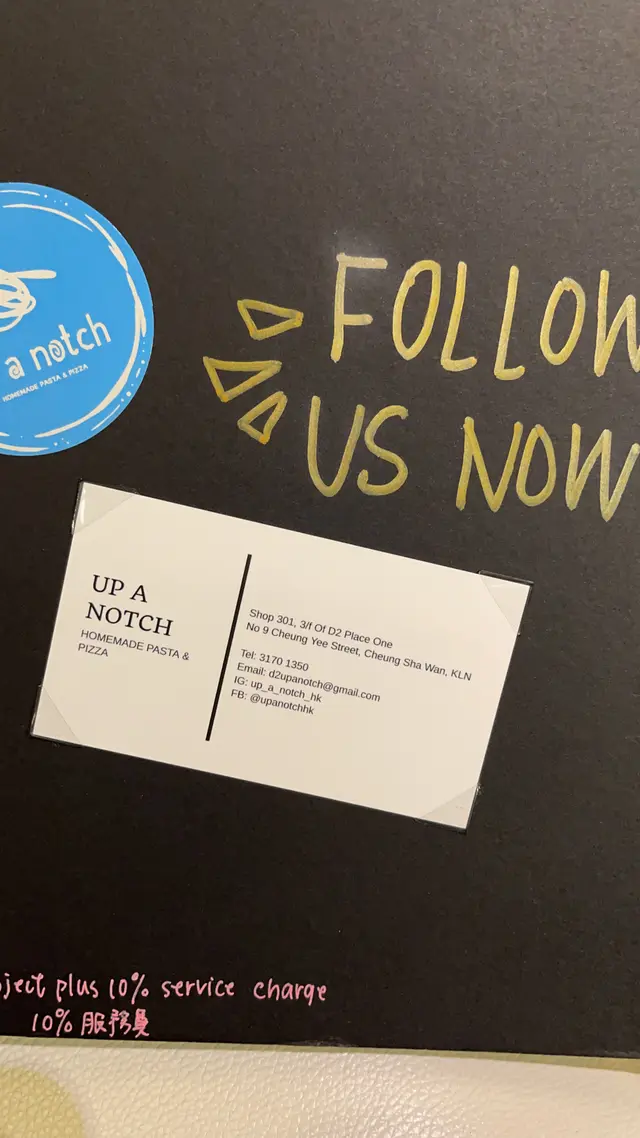 a notch
HOMEMADE PASTA & PIZZA
FOLLOW
US NOW
UP A
NOTCH
HOMEMADE PASTA &
PIZZA
Shop 301, 3/f Of D2 Place One
No 9 Cheung Yee Street, Cheung Sha Wan, KLN
Tel: 3170 1350
Email: d2upanotch@gmail.com
IG: up_a_notch_hk
FB: @upanotchhk
plus 10% service charge
10% 服務費